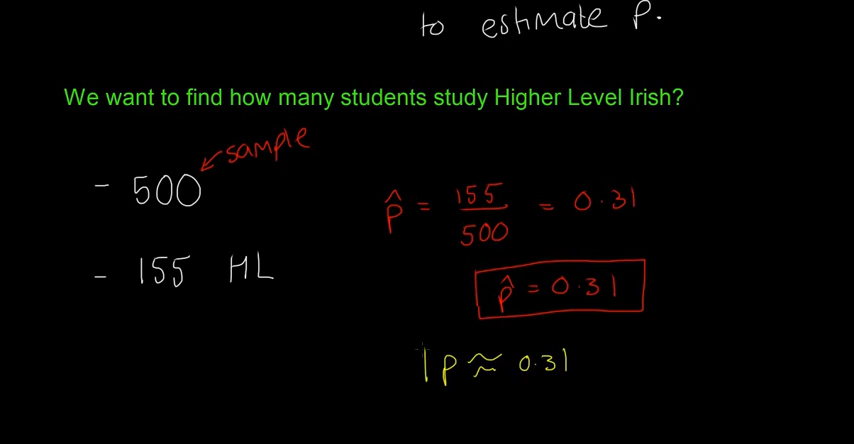 to estimate P.
We want to find how many students study Higher Level Irish?
- 500 sample
- 155 HL
p̂ = 155/500 = 0.31
p̂ = 0.31
p ≈ 0.31